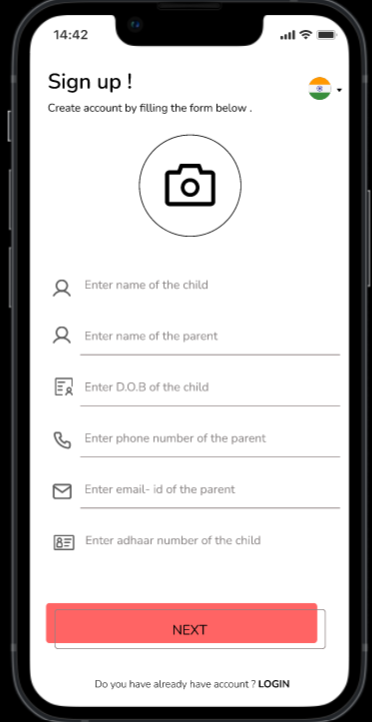 14:42
Sign up !
Create account by filling the form below .
Enter name of the child
Enter name of the parent
Enter D.O.B of the child
Enter phone number of the parent
Enter email- id of the parent
Enter adhaar number of the child
NEXT
Do you have already have account ? LOGIN